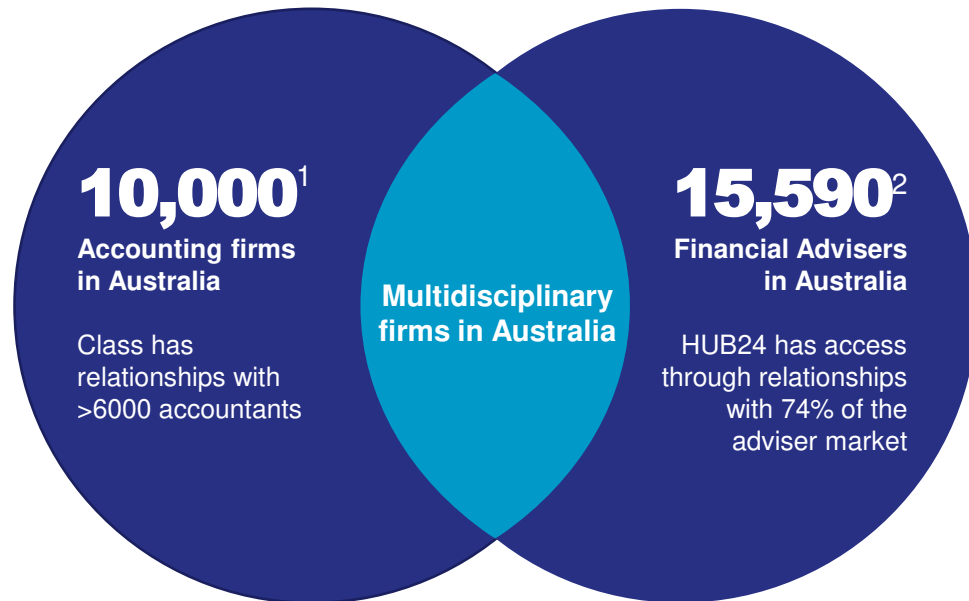 10,000¹
Accounting firms
in Australia
Class has
relationships with
>6000 accountants
Multidisciplinary
firms in Australia
15,590²
Financial Advisers
in Australia
HUB24 has access
through relationships
with 74% of the
adviser market